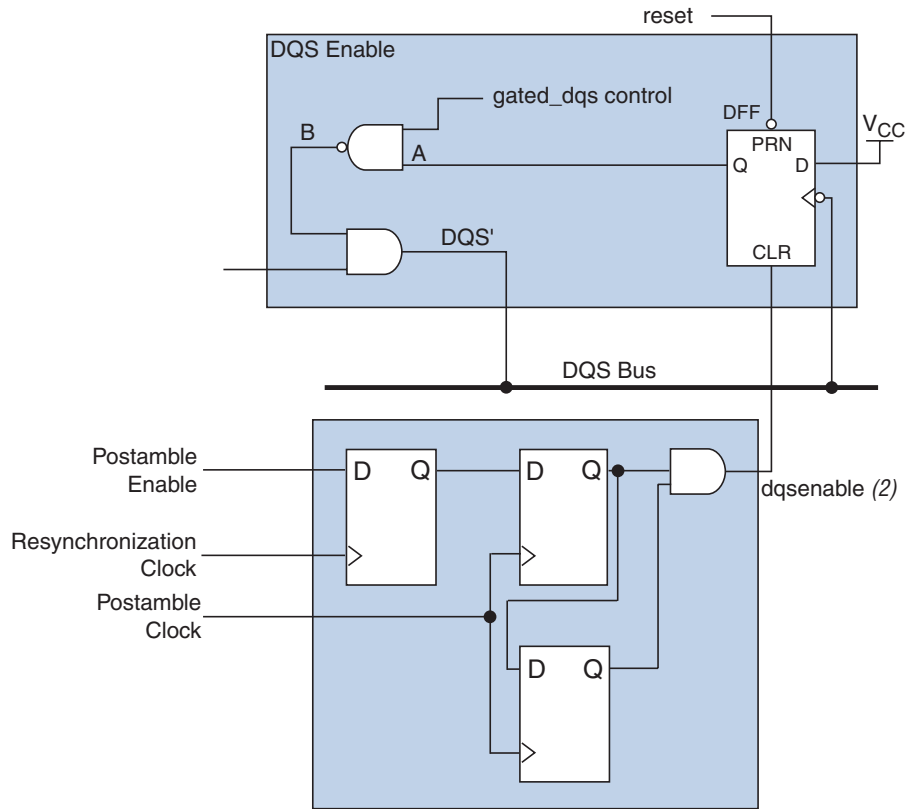 reset
DQS Enable
gated_dqs control
DFF
V_CC
B
A
PRN
Q D
DQS'
CLR
DQS Bus
Postamble
Enable
D Q
D Q
dqsenable (2)
Resynchronization
Clock
Postamble
Clock
D Q